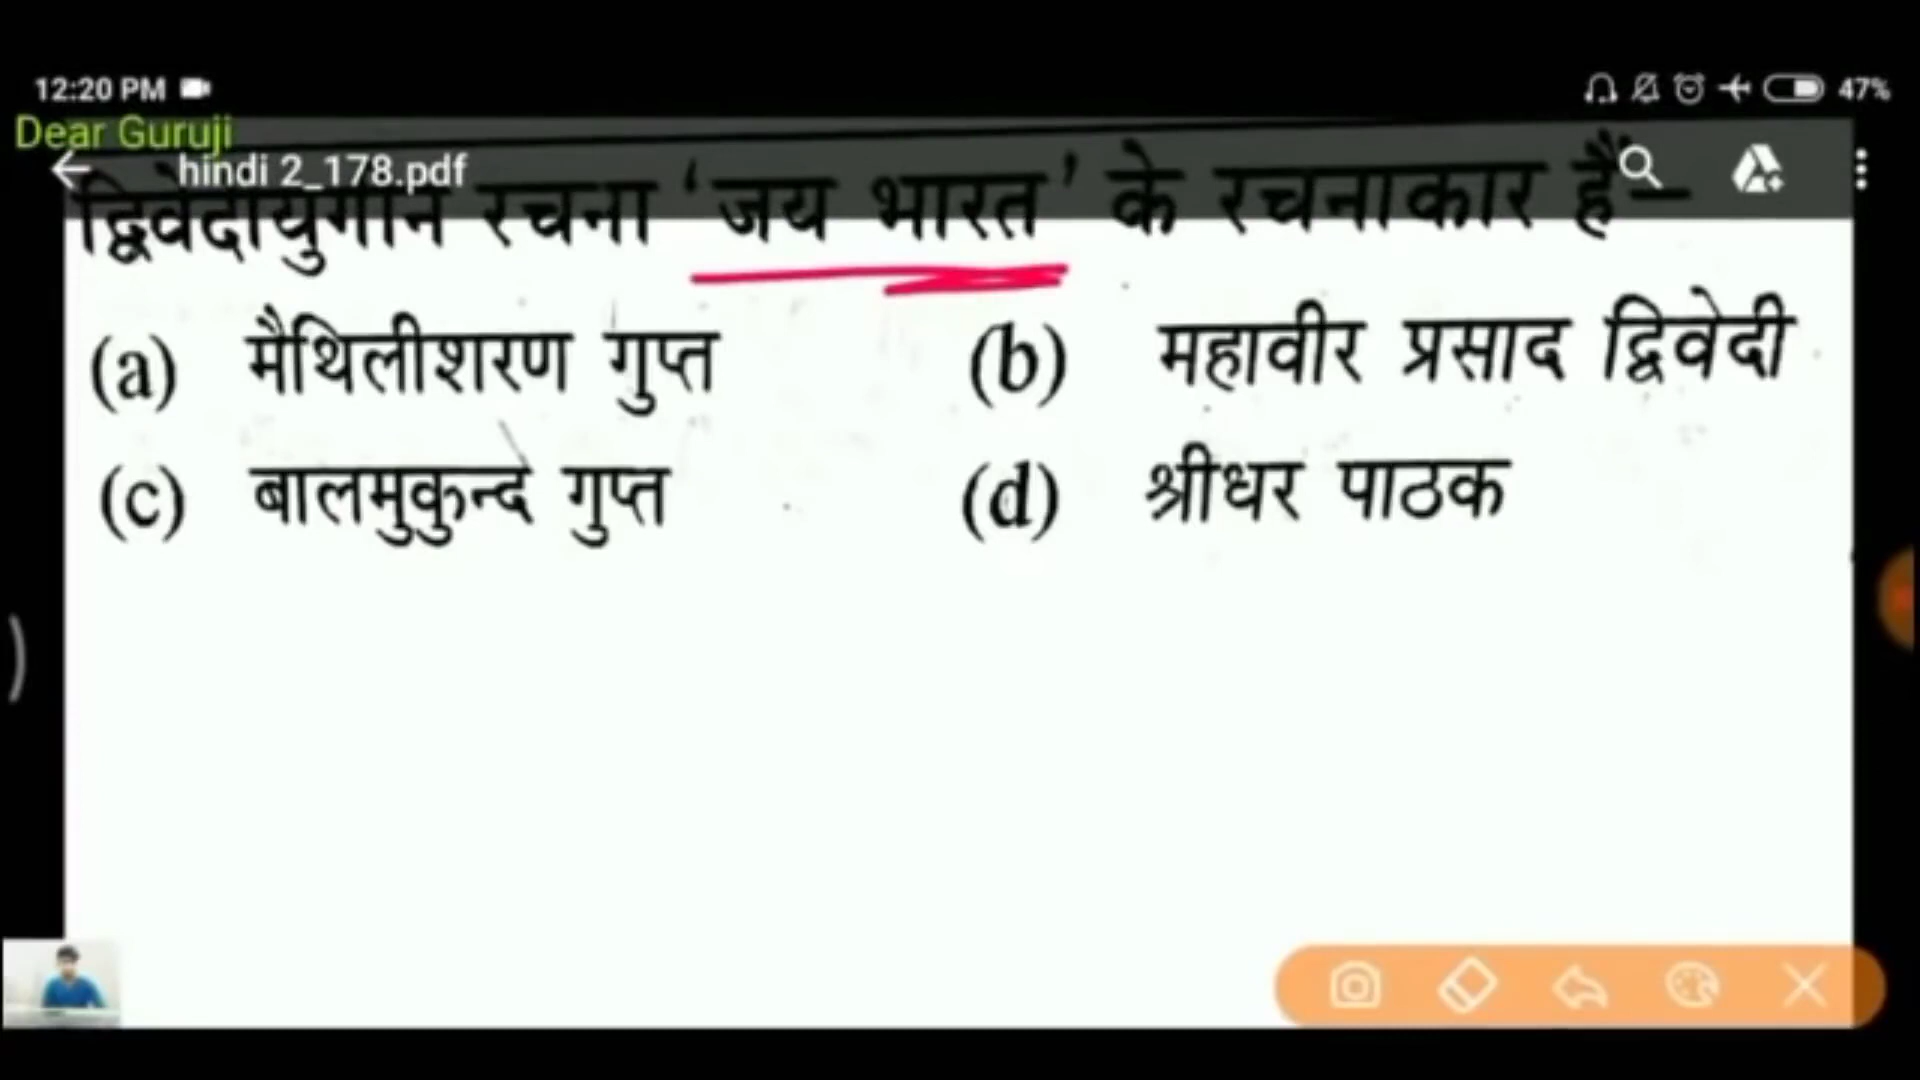 12:20 PM 47%
Dear Guruji
hindi 2_178.pdf
द्विवेदीयुगीन रचना ‘जय भारत’ के रचनाकार हैं–
(a) मैथिलीशरण गुप्त (b) महावीर प्रसाद द्विवेदी
(c) बालमुकुन्द गुप्त (d) श्रीधर पाठक